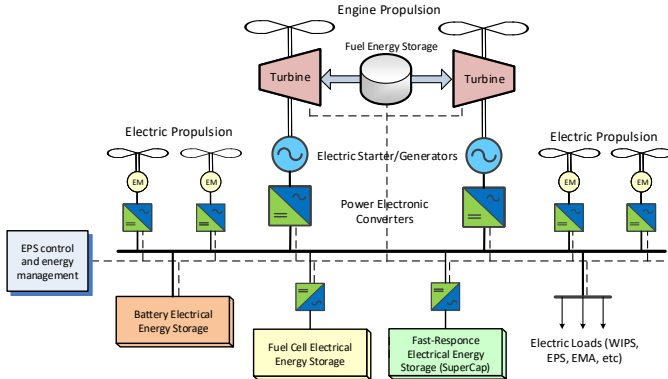 Engine Propulsion
Fuel Energy Storage
Turbine
Turbine
Electric Propulsion
Electric Propulsion
Electric Starter/Generators
EM
EM
EM
EM
Power Electronic
Converters
EPS control
and energy
management
Battery Electrical
Energy Storage
Fuel Cell Electrical
Energy Storage
Fast-Responce
Electrical Energy
Storage (SuperCap)
Electric Loads (WIPS,
EPS, EMA, etc)